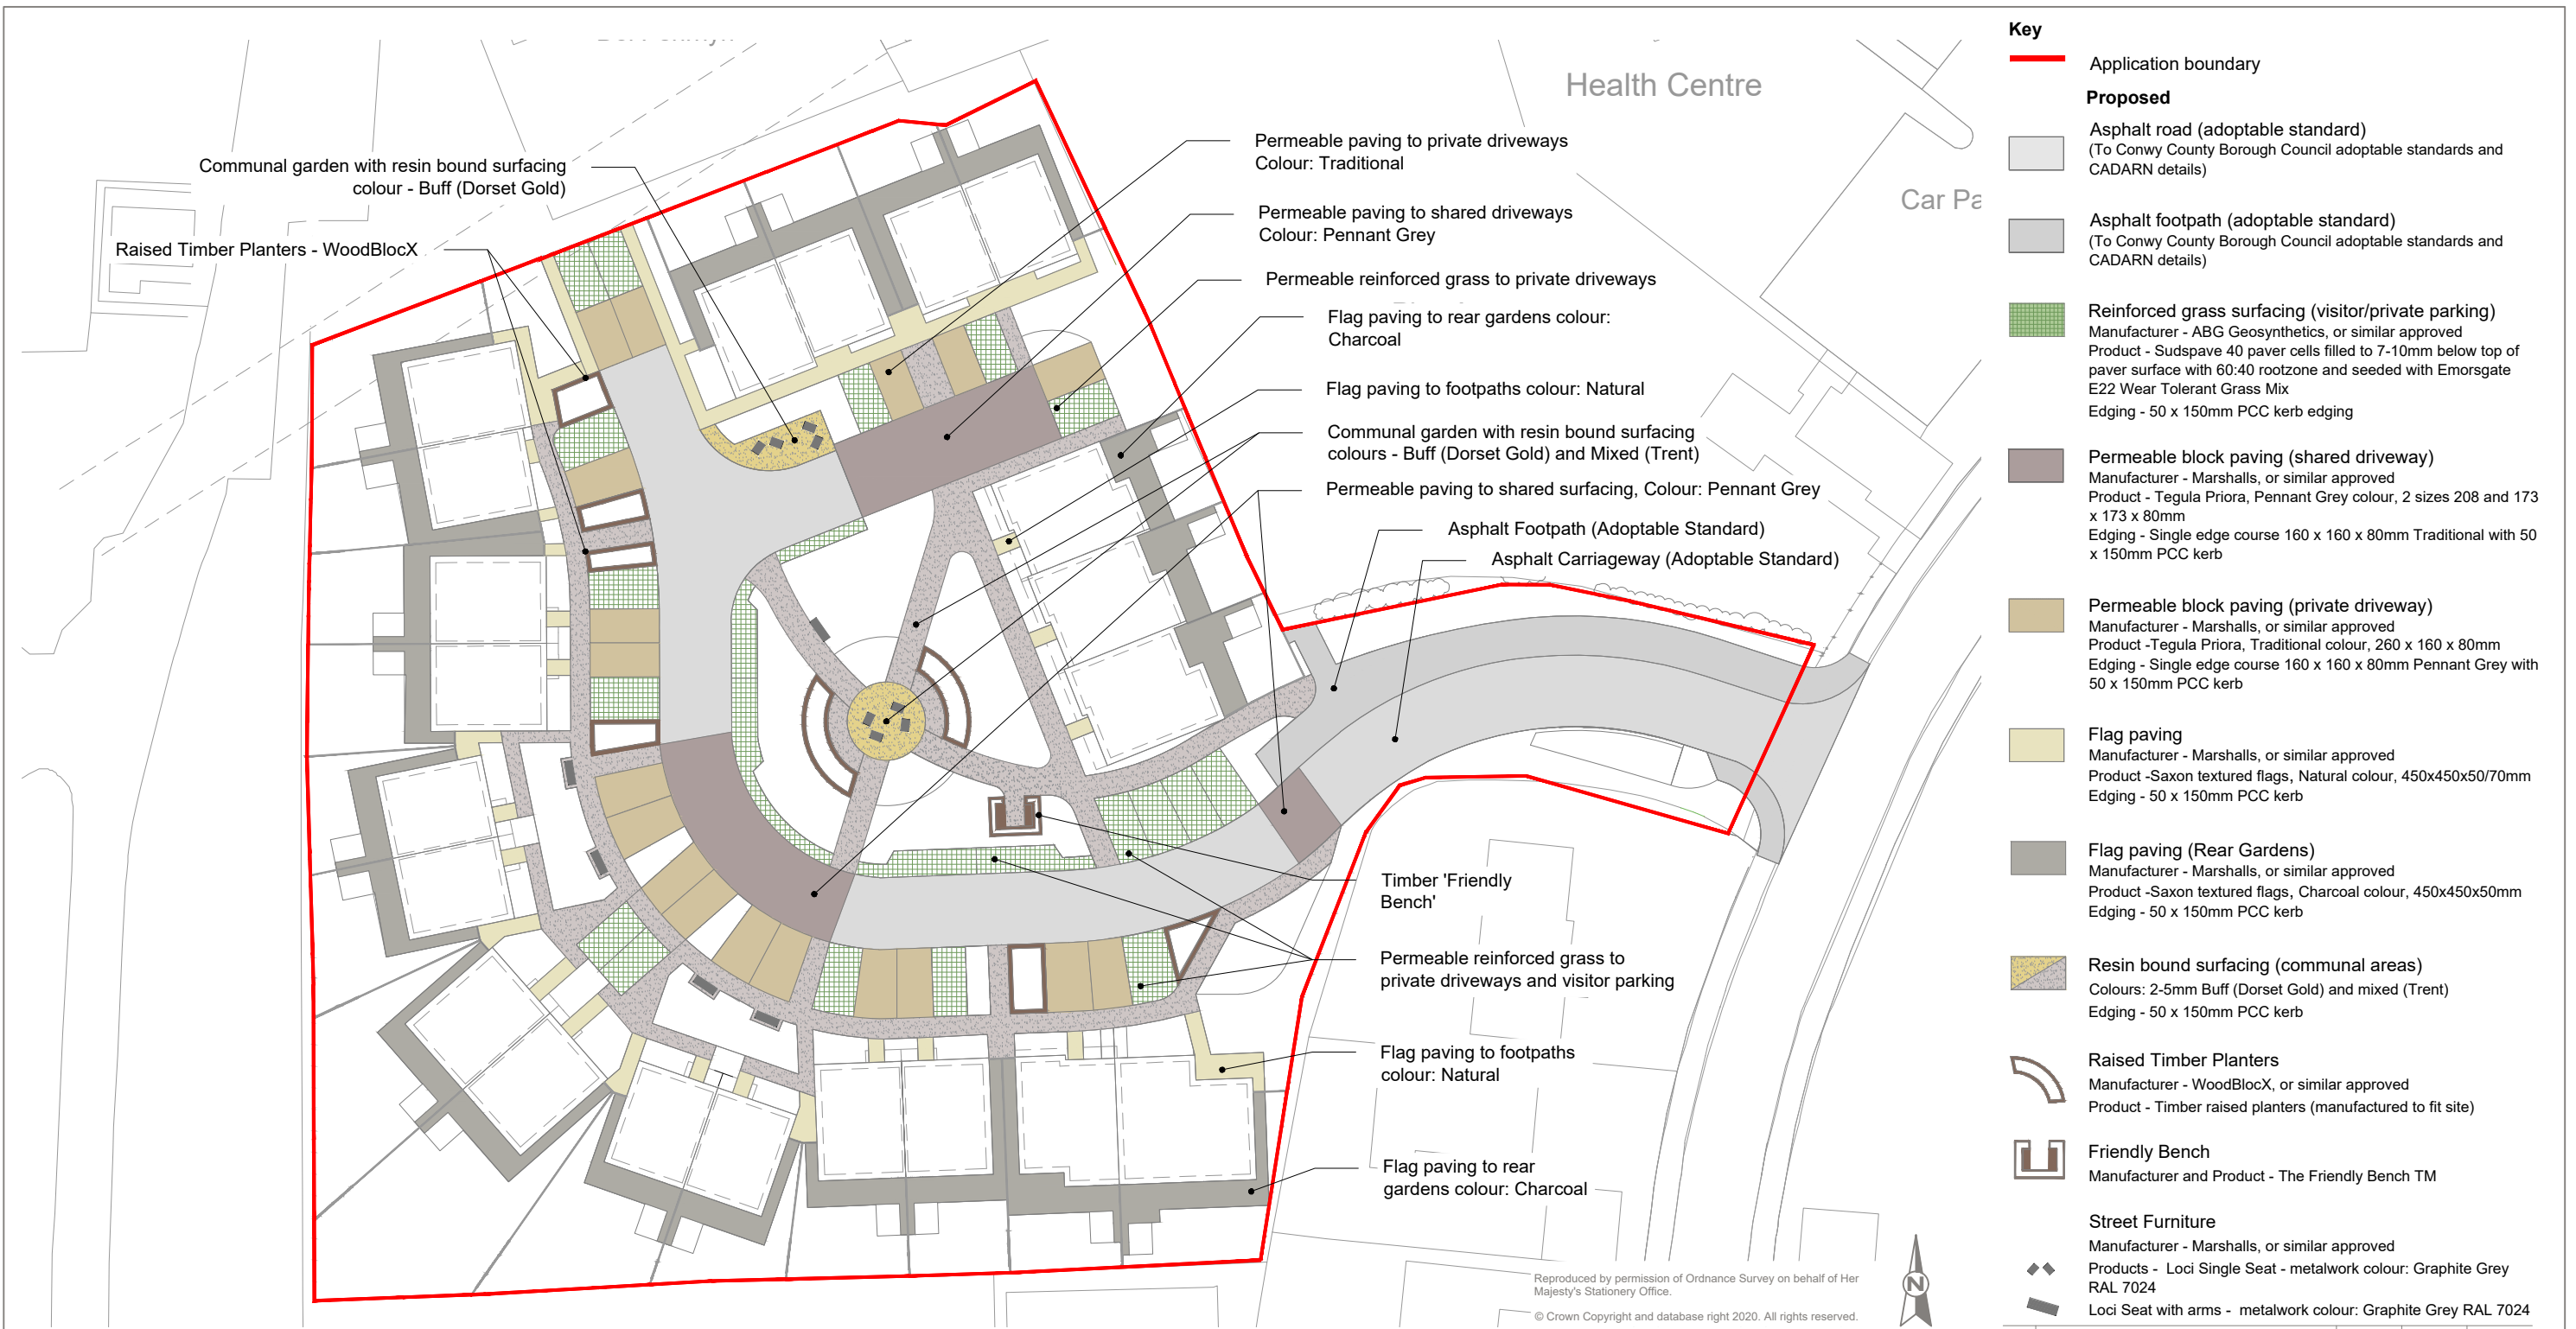 Health Centre
Car Pa
Communal garden with resin bound surfacing
colour - Buff (Dorset Gold)
Raised Timber Planters - WoodBlocX
Permeable paving to private driveways
Colour: Traditional
Permeable paving to shared driveways
Colour: Pennant Grey
Permeable reinforced grass to private driveways
Flag paving to rear gardens colour:
Charcoal
Flag paving to footpaths colour: Natural
Communal garden with resin bound surfacing
colours - Buff (Dorset Gold) and Mixed (Trent)
Permeable paving to shared surfacing, Colour: Pennant Grey
Asphalt Footpath (Adoptable Standard)
Asphalt Carriageway (Adoptable Standard)
Timber 'Friendly
Bench'
Permeable reinforced grass to
private driveways and visitor parking
Flag paving to footpaths
colour: Natural
Flag paving to rear
gardens colour: Charcoal
Reproduced by permission of Ordnance Survey on behalf of Her
Majesty's Stationery Office.
© Crown Copyright and database right 2020. All rights reserved.
N
Key
Application boundary
Proposed
Asphalt road (adoptable standard)
(To Conwy County Borough Council adoptable standards and
CADARN details)
Asphalt footpath (adoptable standard)
(To Conwy County Borough Council adoptable standards and
CADARN details)
Reinforced grass surfacing (visitor/private parking)
Manufacturer - ABG Geosynthetics, or similar approved
Product - Sudspave 40 paver cells filled to 7-10mm below top of
paver surface with 60:40 rootzone and seeded with Emorsgate
E22 Wear Tolerant Grass Mix
Edging - 50 x 150mm PCC kerb edging
Permeable block paving (shared driveway)
Manufacturer - Marshalls, or similar approved
Product - Tegula Priora, Pennant Grey colour, 2 sizes 208 and 173
x 173 x 80mm
Edging - Single edge course 160 x 160 x 80mm Traditional with 50
x 150mm PCC kerb
Permeable block paving (private driveway)
Manufacturer - Marshalls, or similar approved
Product -Tegula Priora, Traditional colour, 260 x 160 x 80mm
Edging - Single edge course 160 x 160 x 80mm Pennant Grey with
50 x 150mm PCC kerb
Flag paving
Manufacturer - Marshalls, or similar approved
Product -Saxon textured flags, Natural colour, 450x450x50/70mm
Edging - 50 x 150mm PCC kerb
Flag paving (Rear Gardens)
Manufacturer - Marshalls, or similar approved
Product -Saxon textured flags, Charcoal colour, 450x450x50mm
Edging - 50 x 150mm PCC kerb
Resin bound surfacing (communal areas)
Colours: 2-5mm Buff (Dorset Gold) and mixed (Trent)
Edging - 50 x 150mm PCC kerb
Raised Timber Planters
Manufacturer - WoodBlocX, or similar approved
Product - Timber raised planters (manufactured to fit site)
Friendly Bench
Manufacturer and Product - The Friendly Bench TM
Street Furniture
Manufacturer - Marshalls, or similar approved
Products -  Loci Single Seat - metalwork colour: Graphite Grey
RAL 7024
Loci Seat with arms -  metalwork colour: Graphite Grey RAL 7024